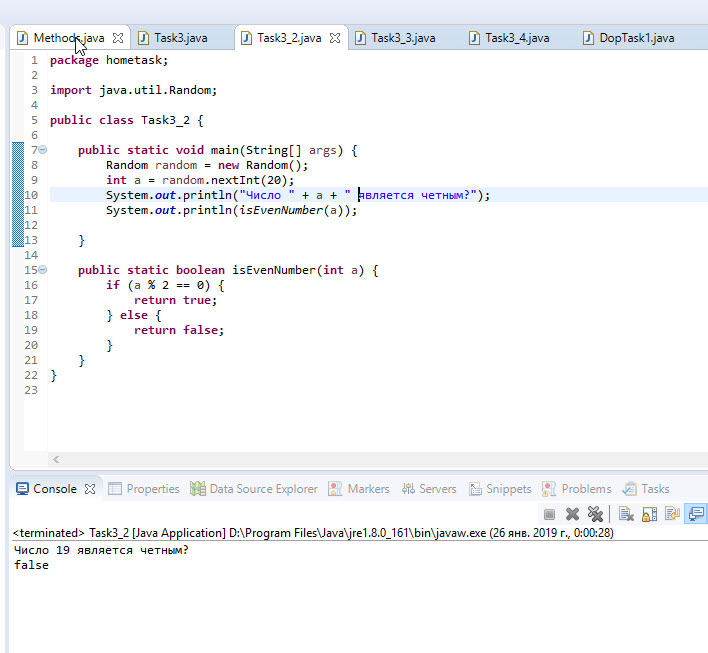 Methods.java Task3.java Task3_2.java Task3_3.java Task3_4.java DopTask1.java
1 package hometask;
2
3 import java.util.Random;
4
5 public class Task3_2 {
6
7 public static void main(String[] args) {
8 Random random = new Random();
9 int a = random.nextInt(20);
10 System.out.println("Число " + a + " является четным?");
11 System.out.println(isEvenNumber(a));
12
13 }
14
15 public static boolean isEvenNumber(int a) {
16 if (a % 2 == 0) {
17 return true;
18 } else {
19 return false;
20 }
21 }
22 }
23
Console Properties Data Source Explorer Markers Servers Snippets Problems Tasks
<terminated> Task3_2 [Java Application] D:\Program Files\Java\jre1.8.0_161\bin\javaw.exe (26 янв. 2019 г., 0:00:28)
Число 19 является четным?
false